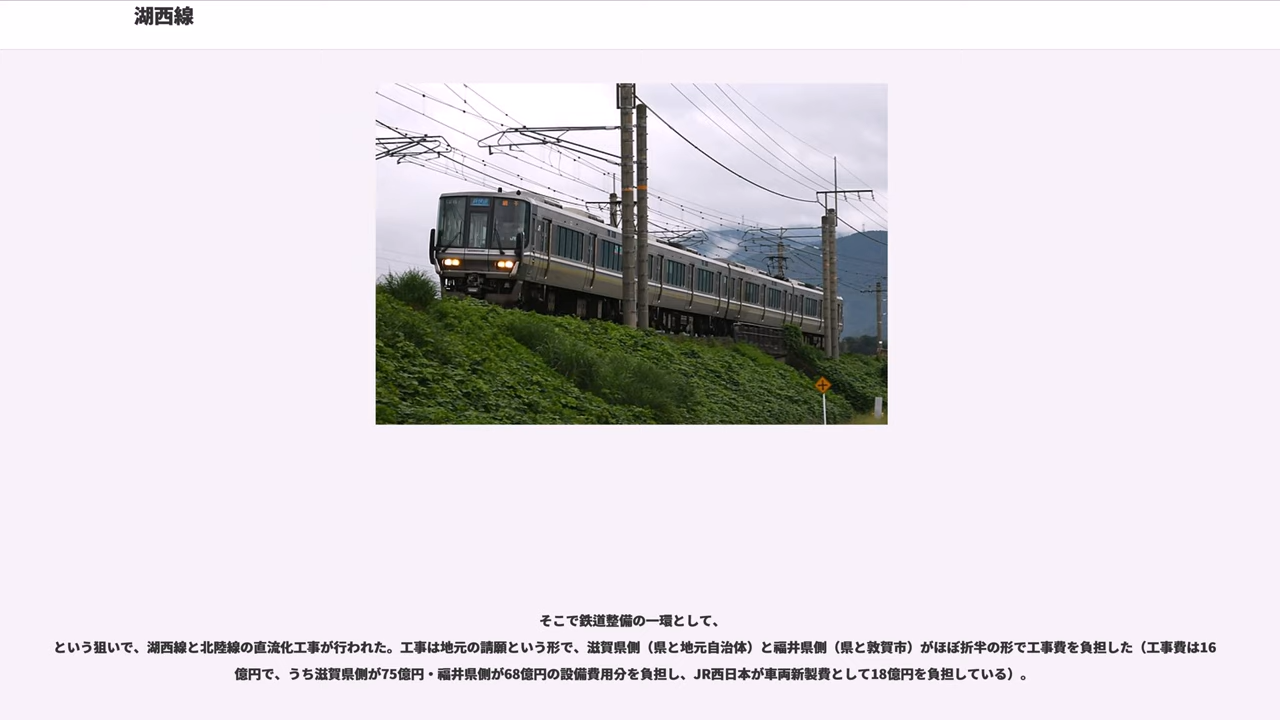 湖西線
そこで鉄道整備の一環として、
という狙いで、湖西線と北陸線の直流化工事が行われた。工事は地元の請願という形で、滋賀県側（県と地元自治体）と福井県側（県と敦賀市）がほぼ折半の形で工事費を負担した（工事費は16
億円で、うち滋賀県側が75億円・福井県側が68億円の設備費用分を負担し、JR西日本が車両新製費として18億円を負担している）。